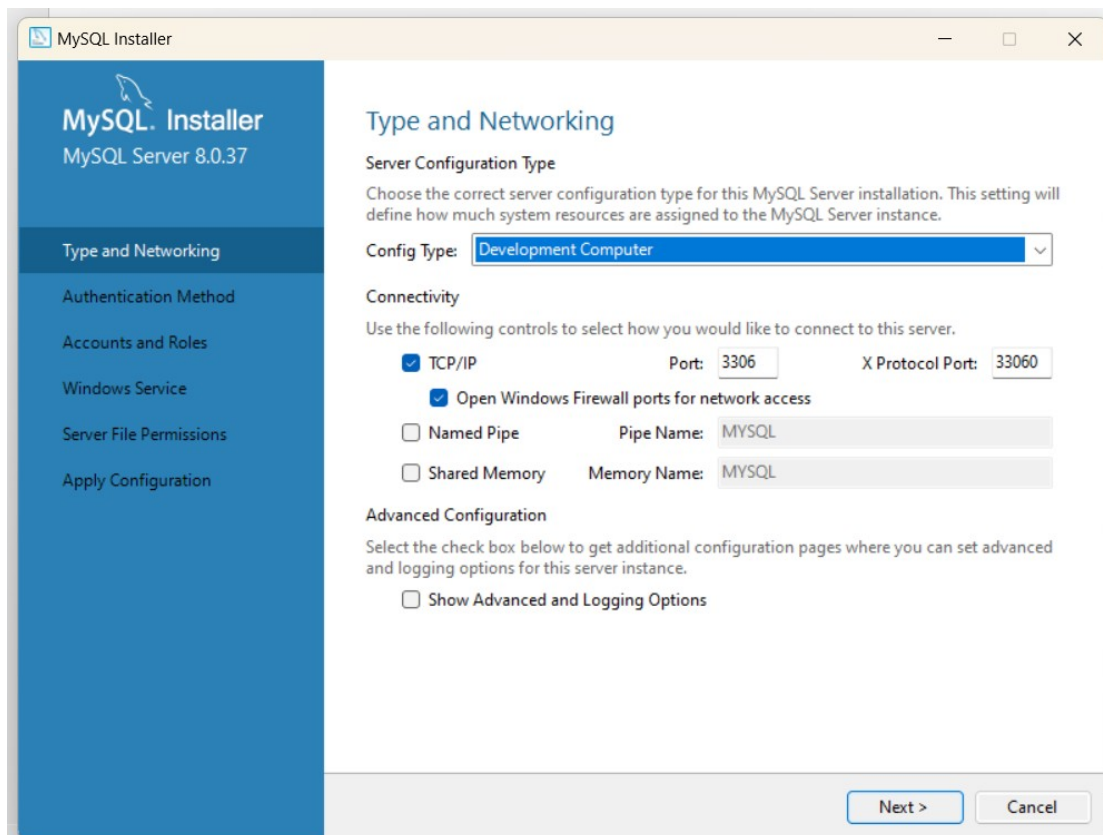 MySQL Installer
MySQL. Installer
MySQL Server 8.0.37
Type and Networking
Authentication Method
Accounts and Roles
Windows Service
Server File Permissions
Apply Configuration
Type and Networking
Server Configuration Type
Choose the correct server configuration type for this MySQL Server installation. This setting will
define how much system resources are assigned to the MySQL Server instance.
Config Type: Development Computer
Connectivity
Use the following controls to select how you would like to connect to this server.
TCP/IP Port: 3306 X Protocol Port: 33060
Open Windows Firewall ports for network access
Named Pipe Pipe Name: MYSQL
Shared Memory Memory Name: MYSQL
Advanced Configuration
Select the check box below to get additional configuration pages where you can set advanced
and logging options for this server instance.
Show Advanced and Logging Options
Next > Cancel